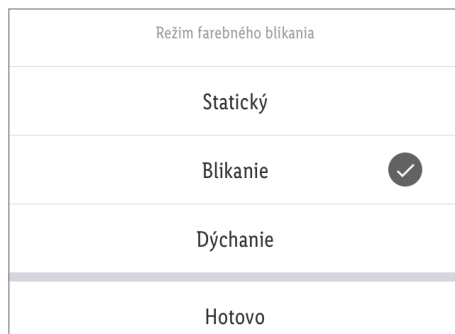 Režim farebného blikania
Statický
Blikanie
Dýchanie
Hotovo